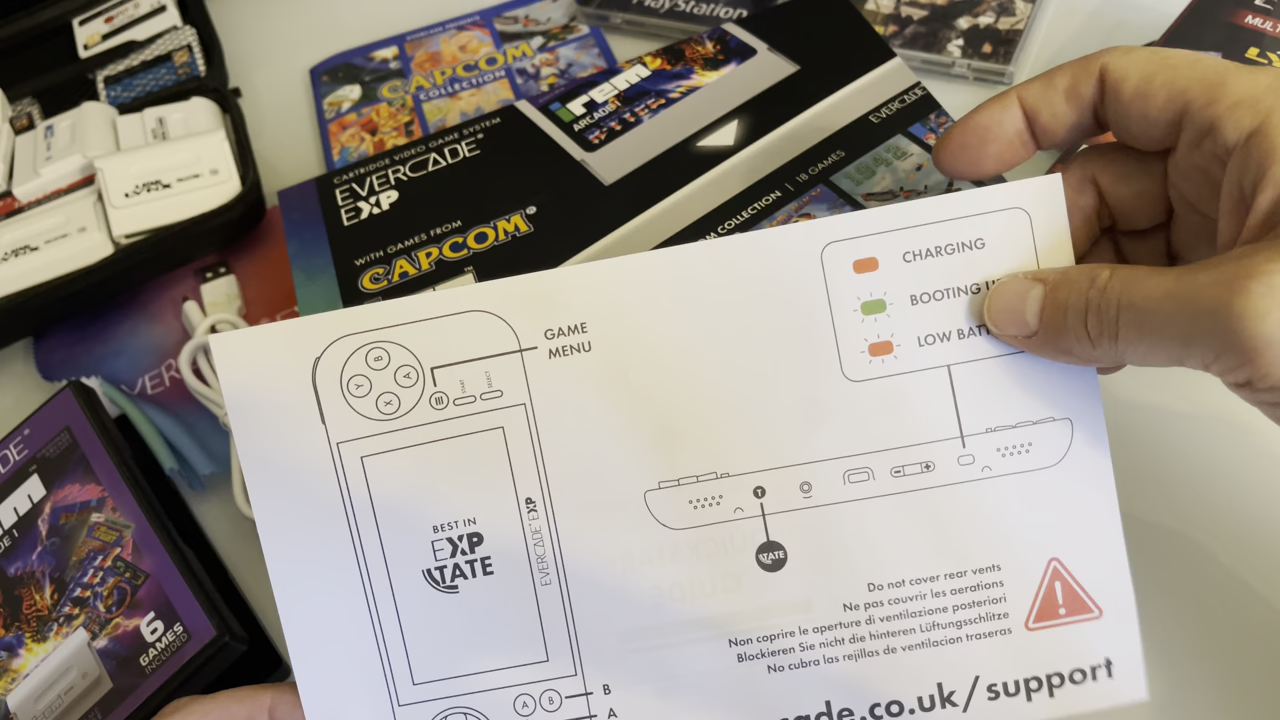 PlayStation
CAPCOM
COLLECTION
irem
ARCADE 1
CARTRIDGE VIDEO GAME SYSTEM
EVERCADE
EXP
WITH GAMES FROM
CAPCOM
EVERCADE
COLLECTION | 18 GAMES
CHARGING
BOOTING
LOW BATT
GAME
MENU
B
Y
A
X
START
SELECT
BEST IN
EXP
TATE
EVERCADE EXP
A
B
B
A
T
TATE
Do not cover rear vents
Ne pas couvrir les aerations
Non coprire le aperture di ventilazione posteriori
Blockieren Sie nicht die hinteren Lüftungsschlitze
No cubra las rejillas de ventilacion traseras
ade.co.uk/support
6
GAMES
INCLUDED